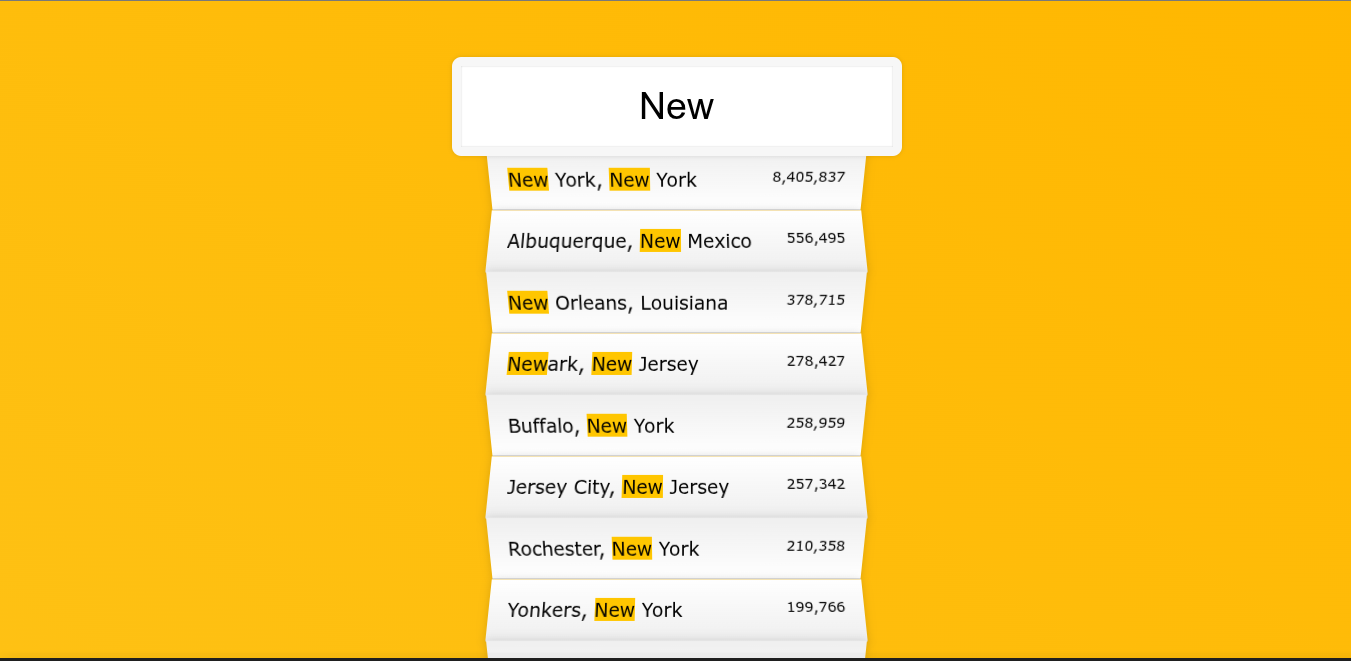 New
New York, New York 8,405,837
Albuquerque, New Mexico 556,495
New Orleans, Louisiana 378,715
Newark, New Jersey 278,427
Buffalo, New York 258,959
Jersey City, New Jersey 257,342
Rochester, New York 210,358
Yonkers, New York 199,766